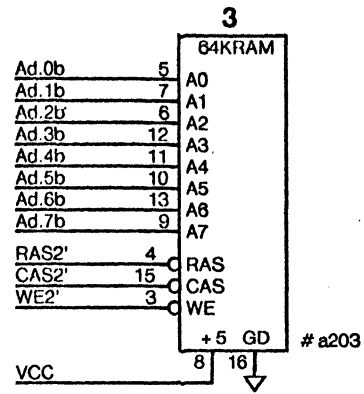 3
64KRAM
Ad.0b 5 A0
Ad.1b 7 A1
Ad.2b 6 A2
Ad.3b 12 A3
Ad.4b 11 A4
Ad.5b 10 A5
Ad.6b 13 A6
Ad.7b 9 A7
RAS2' 4 RAS
CAS2' 15 CAS
WE2' 3 WE
+5 GD
# a203
8 16
VCC